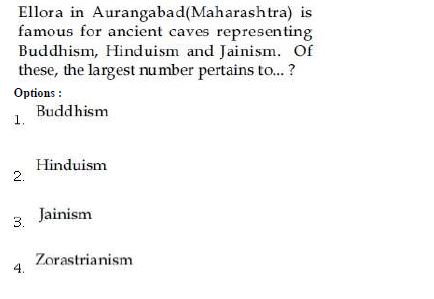 Ellora in Aurangabad(Maharashtra) is
famous for ancient caves representing
Buddhism, Hinduism and Jainism. Of
these, the largest number pertains to... ?
Options :
1. Buddhism
2. Hinduism
3. Jainism
4. Zorastrianism